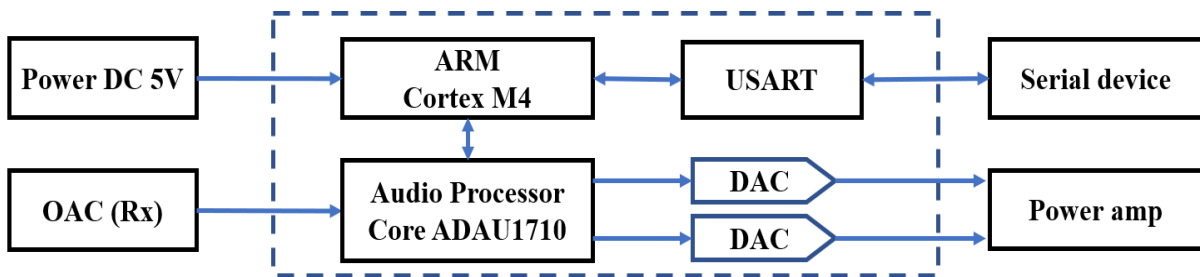 Power DC 5V
ARM
Cortex M4
USART
Serial device
OAC (Rx)
Audio Processor
Core ADAU1710
DAC
DAC
Power amp